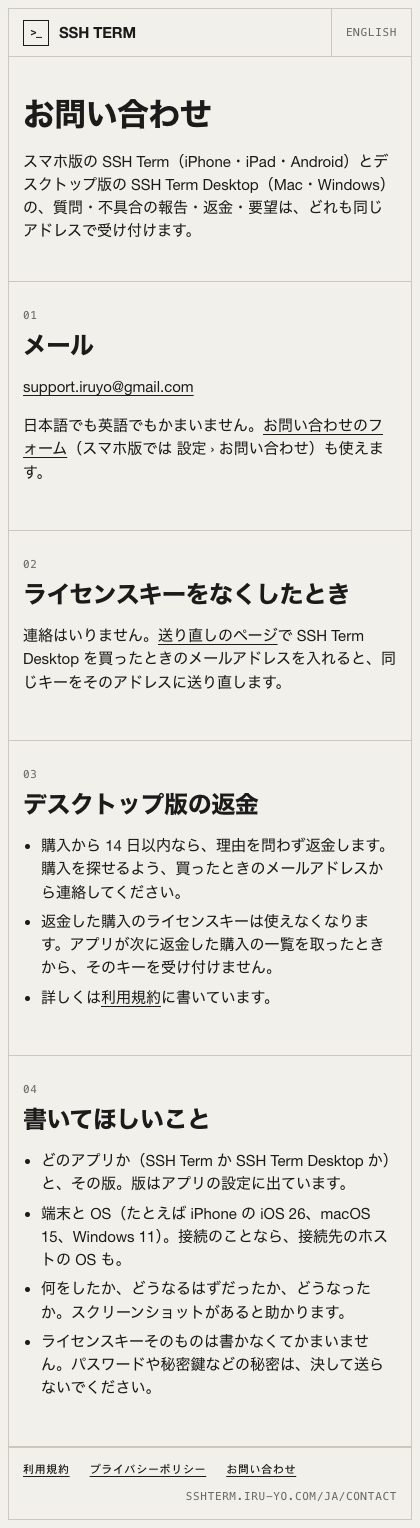 >_ SSH TERM
ENGLISH
お問い合わせ
スマホ版の SSH Term（iPhone・iPad・Android）とデ
スクトップ版の SSH Term Desktop（Mac・Windows）
の、質問・不具合の報告・返金・要望は、どれも同じ
アドレスで受け付けます。
01
メール
support.iruyo@gmail.com
日本語でも英語でもかまいません。お問い合わせのフ
ォーム（スマホ版では 設定 › お問い合わせ）も使えま
す。
02
ライセンスキーをなくしたとき
連絡はいりません。送り直しのページで SSH Term
Desktop を買ったときのメールアドレスを入れると、同
じキーをそのアドレスに送り直します。
03
デスクトップ版の返金
• 購入から 14 日以内なら、理由を問わず返金します。
購入を探せるよう、買ったときのメールアドレスか
ら連絡してください。
• 返金した購入のライセンスキーは使えなくなりま
す。アプリが次に返金した購入の一覧を取ったとき
から、そのキーを受け付けません。
• 詳しくは利用規約に書いています。
04
書いてほしいこと
• どのアプリか（SSH Term か SSH Term Desktop か）
と、その版。版はアプリの設定に出ています。
• 端末と OS（たとえば iPhone の iOS 26、macOS
15、Windows 11）。接続のことなら、接続先のホス
トの OS も。
• 何をしたか、どうなるはずだったか、どうなった
か。スクリーンショットがあると助かります。
• ライセンスキーそのものは書かなくてかまいませ
ん。パスワードや秘密鍵などの秘密は、決して送ら
ないでください。
利用規約 プライバシーポリシー お問い合わせ
SSHTERM.IRU-YO.COM/JA/CONTACT